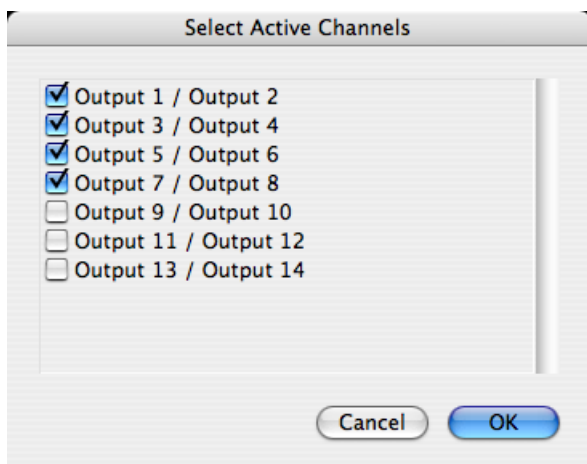 Select Active Channels
Output 1 / Output 2
Output 3 / Output 4
Output 5 / Output 6
Output 7 / Output 8
Output 9 / Output 10
Output 11 / Output 12
Output 13 / Output 14
Cancel
OK